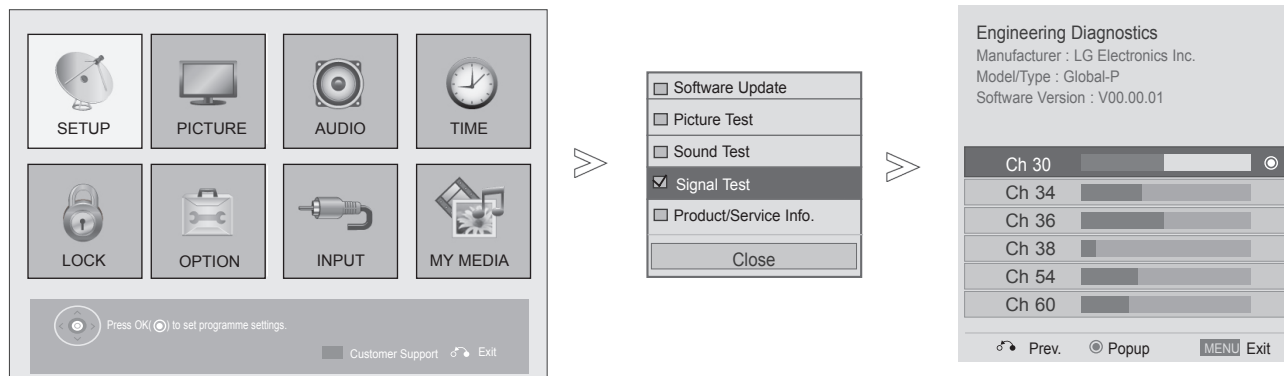 SETUP
PICTURE
AUDIO
TIME
LOCK
OPTION
INPUT
MY MEDIA
Press OK(◉) to set programme settings.
Customer Support Exit
Software Update
Picture Test
Sound Test
Signal Test
Product/Service Info.
Close
Engineering Diagnostics
Manufacturer : LG Electronics Inc.
Model/Type : Global-P
Software Version : V00.00.01
Ch 30
Ch 34
Ch 36
Ch 38
Ch 54
Ch 60
Prev. ◉ Popup MENU Exit